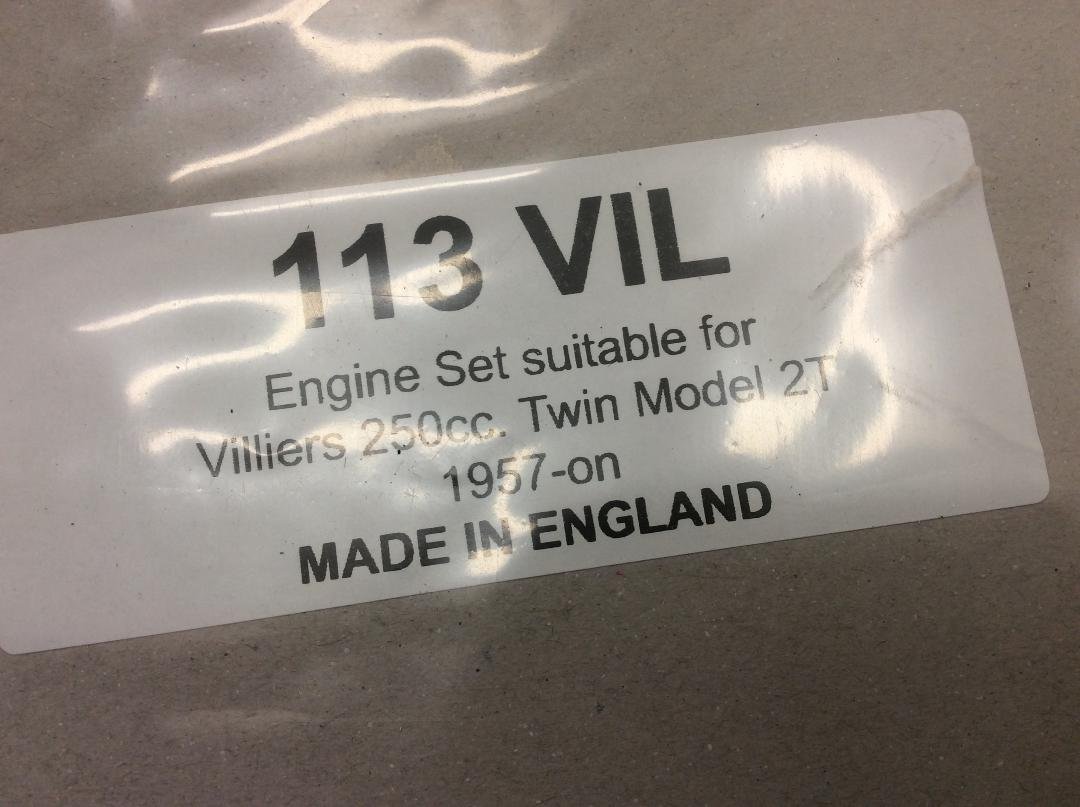 113 VIL
Engine Set suitable for
Villiers 250cc. Twin Model 2T
1957-on
MADE IN ENGLAND